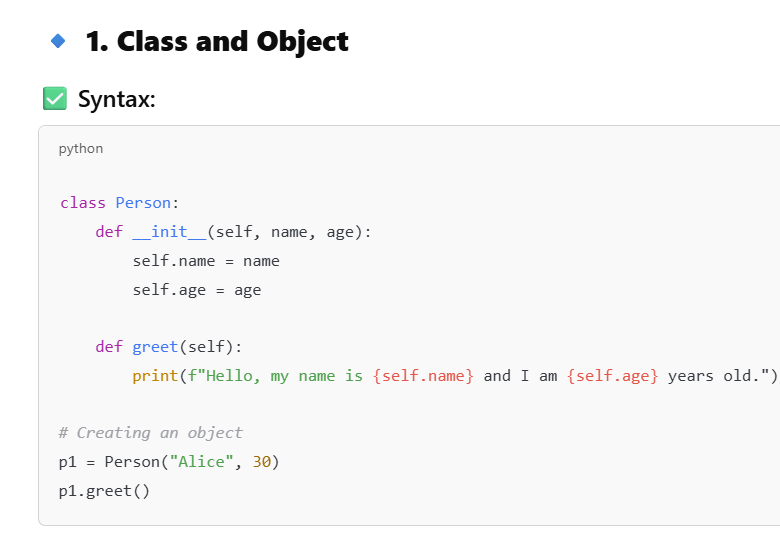 1. Class and Object
Syntax:
python
class Person:
    def __init__(self, name, age):
        self.name = name
        self.age = age
    def greet(self):
        print(f"Hello, my name is {self.name} and I am {self.age} years old.")
# Creating an object
p1 = Person("Alice", 30)
p1.greet()